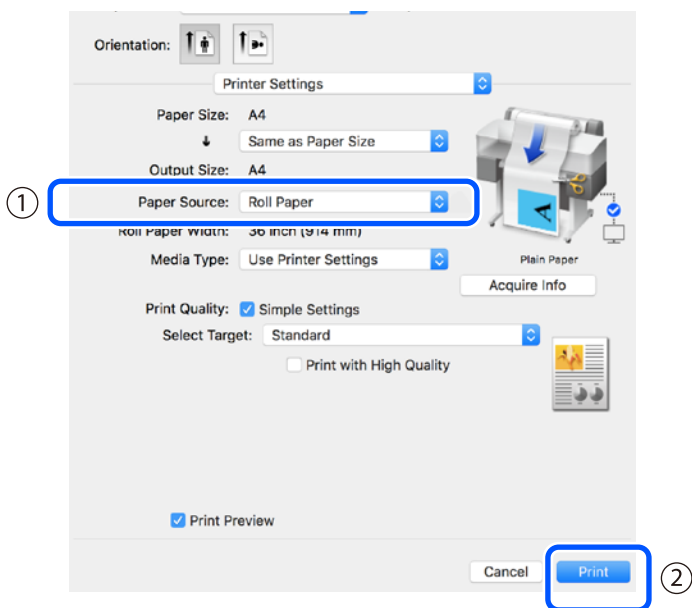 Orientation:
Printer Settings
Paper Size: A4
Same as Paper Size
Output Size: A4
① Paper Source: Roll Paper
Roll Paper Width: 36 inch (914 mm)
Media Type: Use Printer Settings
Plain Paper
Acquire Info
Print Quality: Simple Settings
Select Target: Standard
Print with High Quality
Print Preview
Cancel Print ②